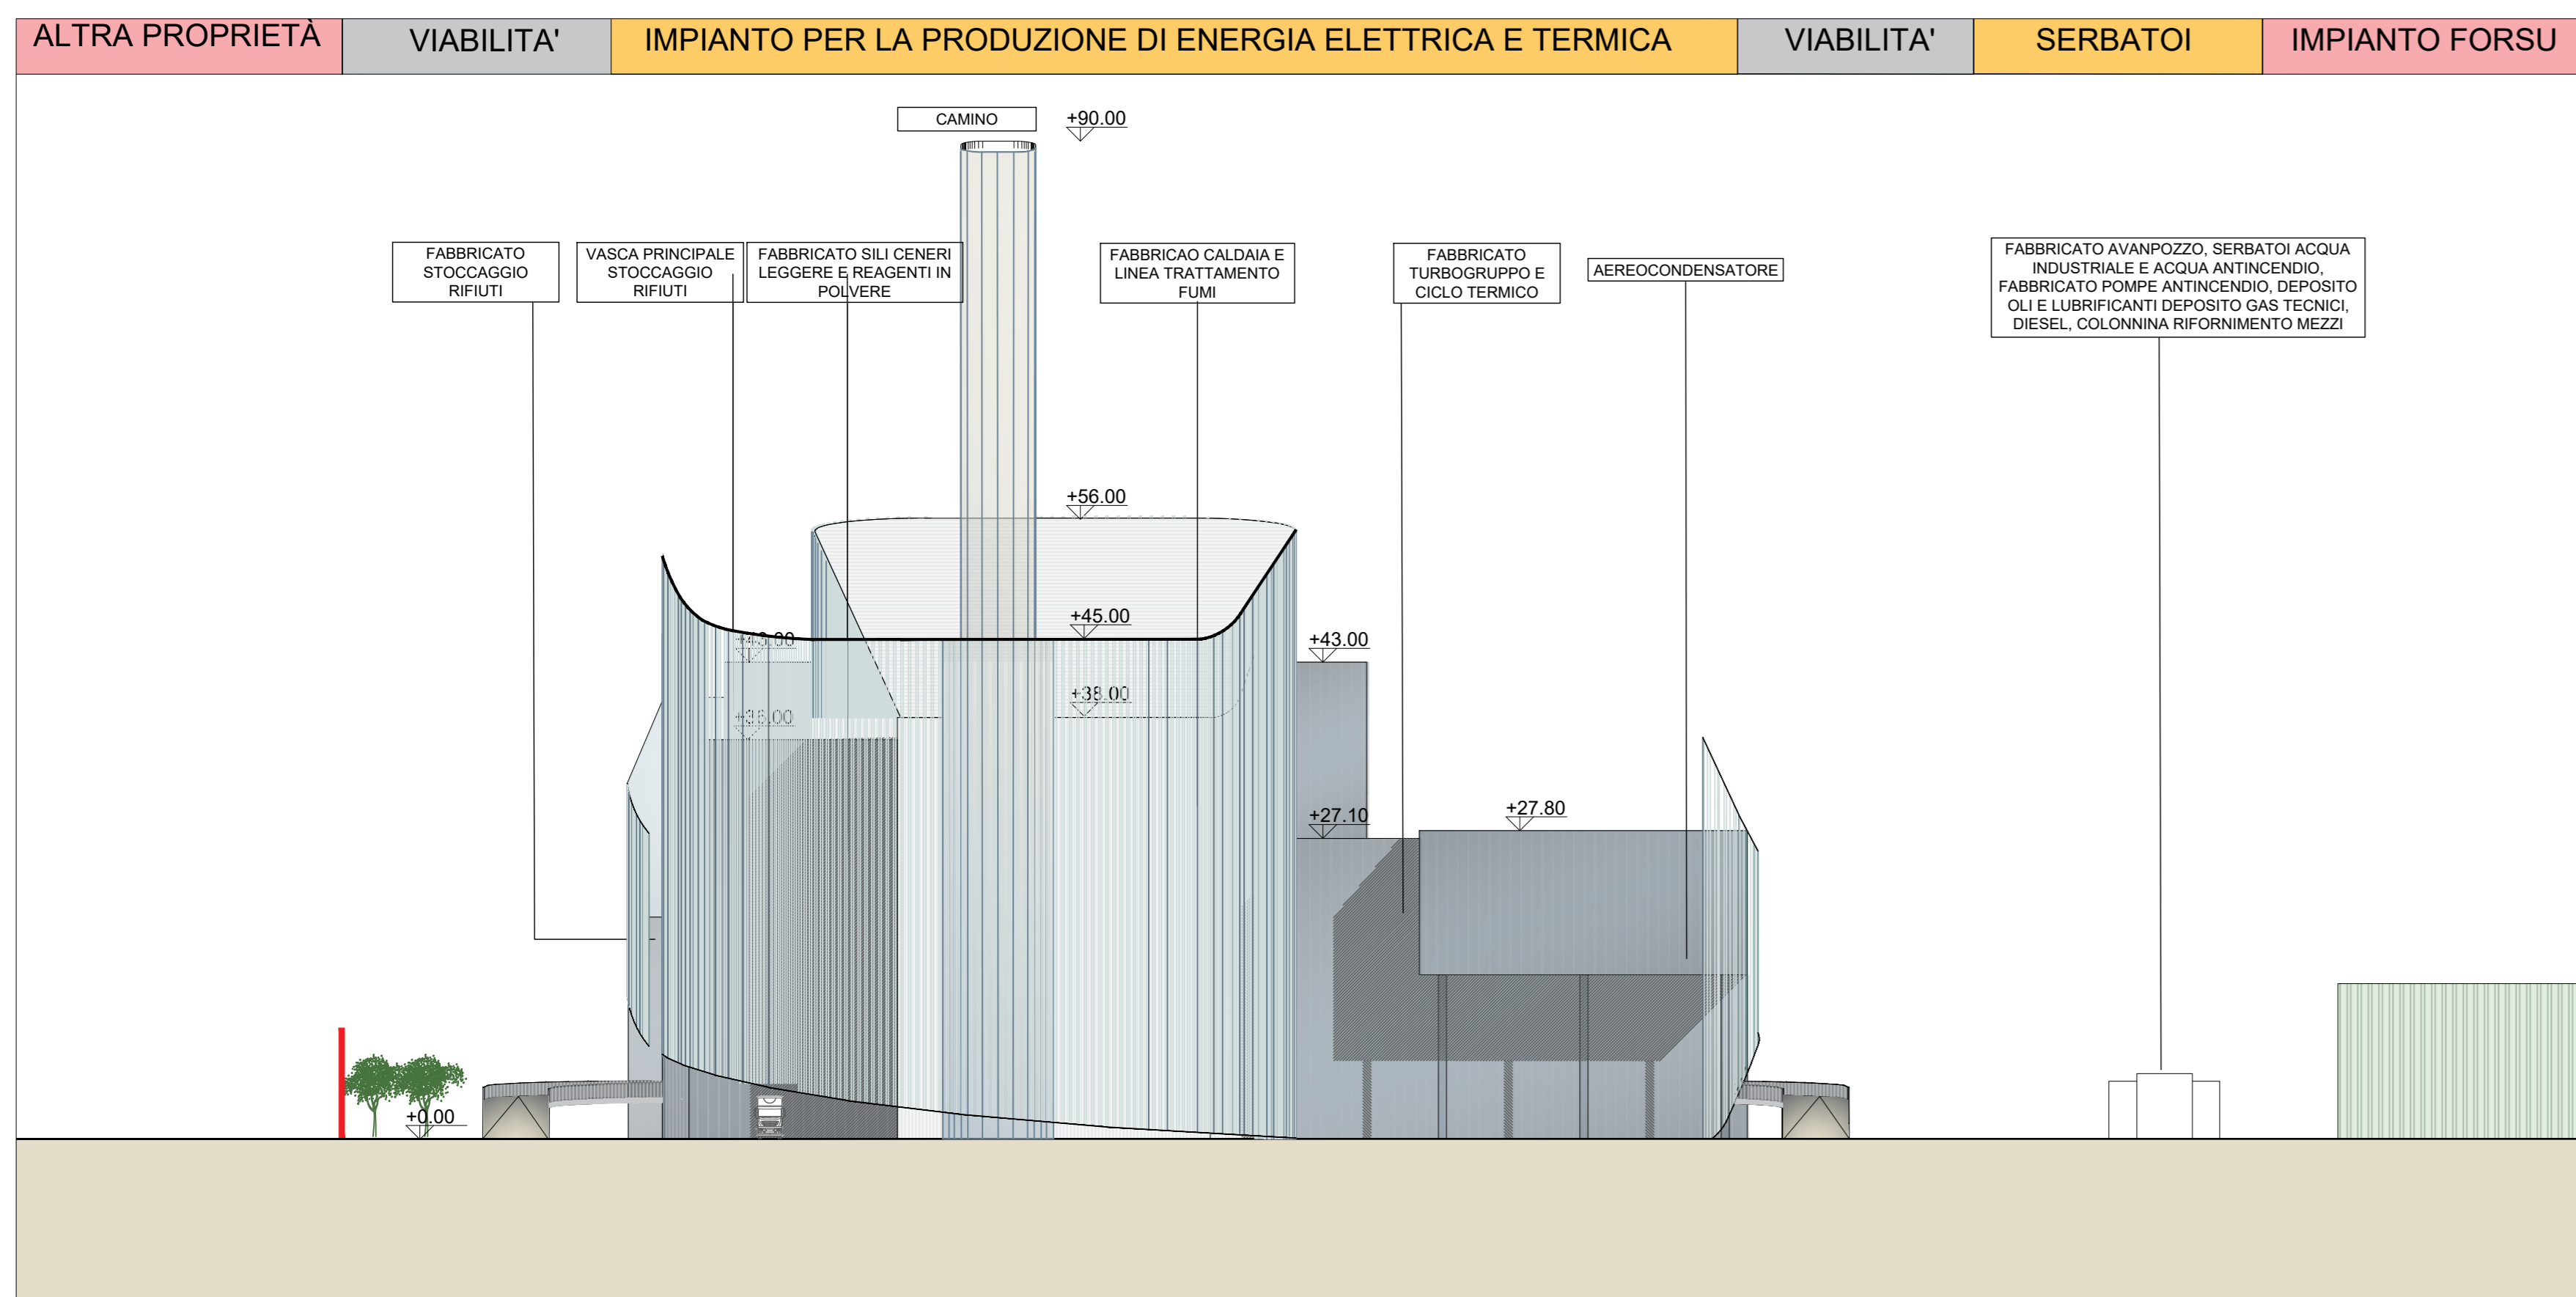 ALTRA PROPRIETÀ
VIABILITA'
IMPIANTO PER LA PRODUZIONE DI ENERGIA ELETTRICA E TERMICA
VIABILITA'
SERBATOI
IMPIANTO FORSU
CAMINO
+90.00
FABBRICATO
STOCCAGGIO
RIFIUTI
VASCA PRINCIPALE
STOCCAGGIO
RIFIUTI
FABBRICATO SILI CENERI
LEGGERE E REAGENTI IN
POLVERE
FABBRICAO CALDAIA E
LINEA TRATTAMENTO
FUMI
FABBRICATO
TURBOGRUPPO E
CICLO TERMICO
AEREOCONDENSATORE
FABBRICATO AVANPOZZO, SERBATOI ACQUA
INDUSTRIALE E ACQUA ANTINCENDIO,
FABBRICATO POMPE ANTINCENDIO, DEPOSITO
OLI E LUBRIFICANTI DEPOSITO GAS TECNICI,
DIESEL, COLONNINA RIFORNIMENTO MEZZI
+56.00
+45.00
+43.00
+38.00
+27.10
+27.80
+0.00